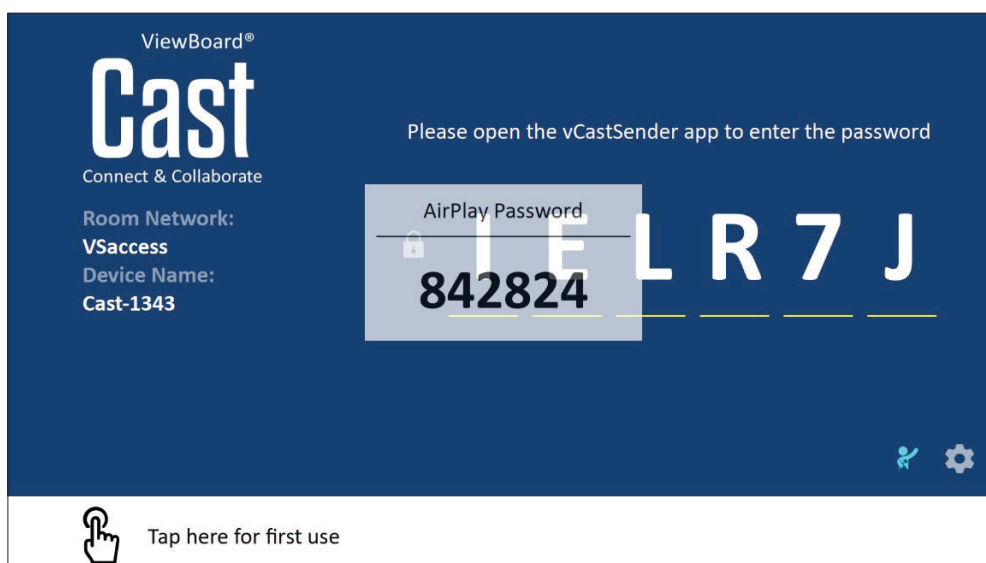 ViewBoard®
Cast
Connect & Collaborate
Room Network:
VSaccess
Device Name:
Cast-1343
Please open the vCastSender app to enter the password
AirPlay Password
842824
I E L R 7 J
Tap here for first use